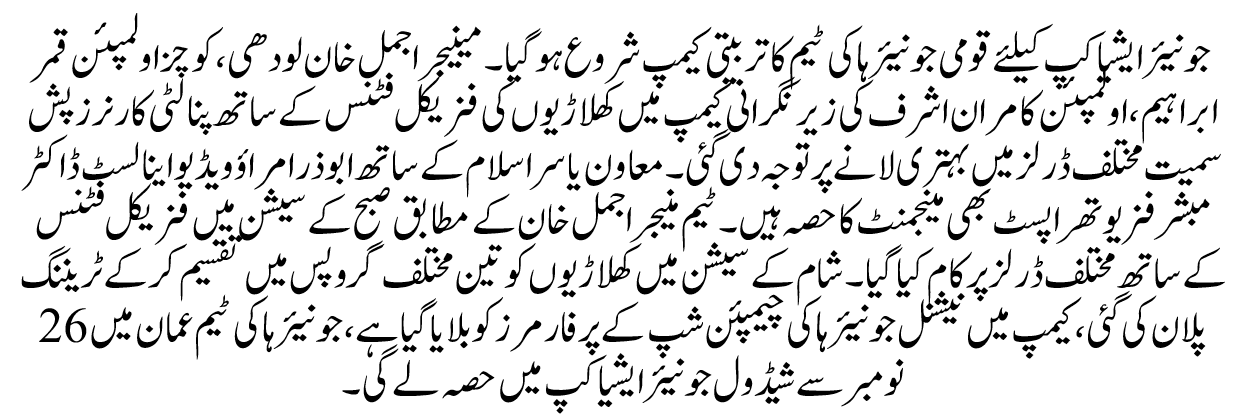 جونیئر ایشیا کپ کیلئے قومی جونیئر ہاکی ٹیم کا تربیتی کیمپ شروع ہو گیا۔ مینیجر اجمل خان لودھی، کوچز اولمپئن قمر
ابراہیم، اولمپئن کامران اشرف کی زیر نگرانی کیمپ میں کھلاڑیوں کی فزیکل فٹنس کے ساتھ پنالٹی کارنرز پش
سمیت مختلف ڈرلز میں بہتری لانے پر توجہ دی گئی۔ معاون یاسر اسلام کے ساتھ ابوذر امراؤ ویڈیو اینالسٹ ڈاکٹر
مبشر فزیوتھراپسٹ بھی مینجمنٹ کا حصہ ہیں۔ ٹیم منیجر اجمل خان کے مطابق صبح کے سیشن میں فزیکل فٹنس
کے ساتھ مختلف ڈرلز پر کام کیا گیا۔ شام کے سیشن میں کھلاڑیوں کو تین مختلف گروپس میں تقسیم کر کے ٹریننگ
پلان کی گئی، کیمپ میں نیشنل جونیئر ہاکی چیمپئن شپ کے پرفارمرز کو بلایا گیا ہے، جونیئر ہاکی ٹیم عمان میں 26
نومبر سے شیڈول جونیئر ایشیا کپ میں حصہ لے گی۔